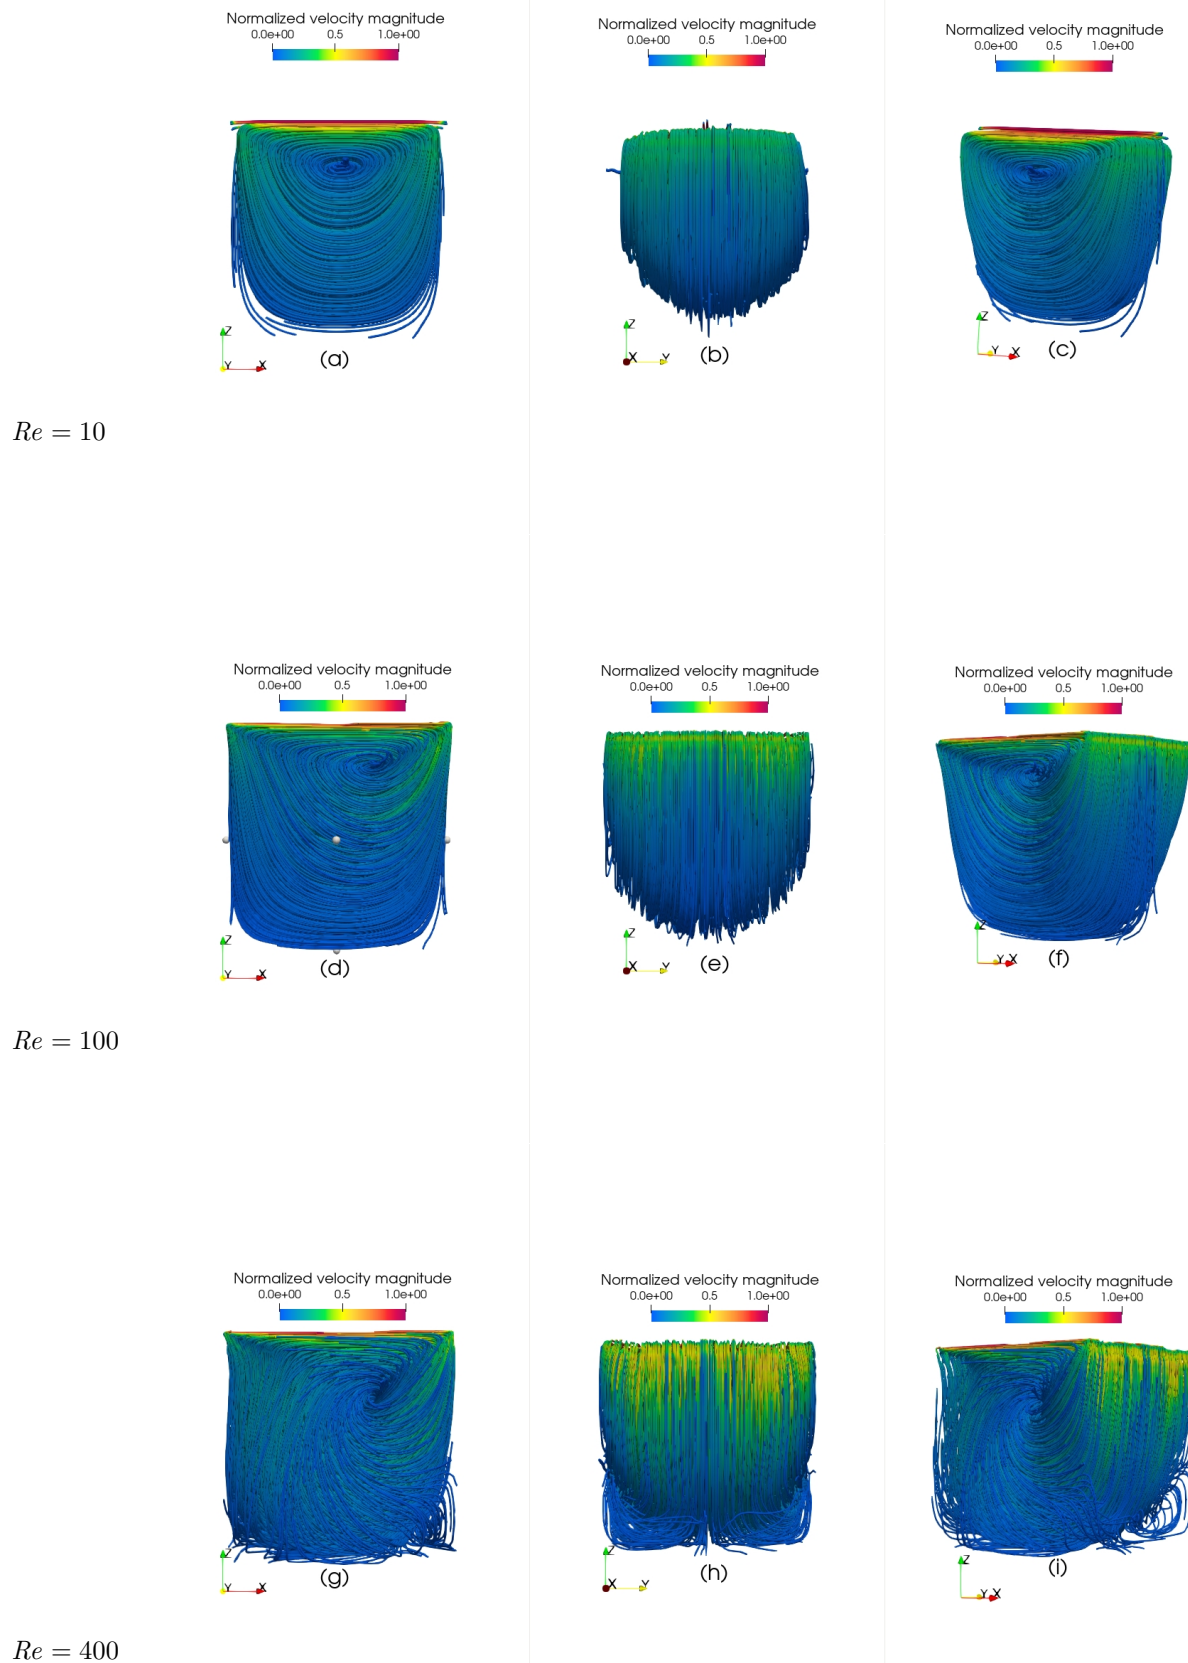 Normalized velocity magnitude
0.0e+00 0.5 1.0e+00
Z
Y X
(a)
Normalized velocity magnitude
0.0e+00 0.5 1.0e+00
Z
X Y
(b)
Normalized velocity magnitude
0.0e+00 0.5 1.0e+00
Z
Y X
(c)
Re = 10
Normalized velocity magnitude
0.0e+00 0.5 1.0e+00
Z
Y X
(d)
Normalized velocity magnitude
0.0e+00 0.5 1.0e+00
Z
X Y
(e)
Normalized velocity magnitude
0.0e+00 0.5 1.0e+00
Z
Y X
(f)
Re = 100
Normalized velocity magnitude
0.0e+00 0.5 1.0e+00
Z
Y X
(g)
Normalized velocity magnitude
0.0e+00 0.5 1.0e+00
Z
X Y
(h)
Normalized velocity magnitude
0.0e+00 0.5 1.0e+00
Z
Y X
(i)
Re = 400